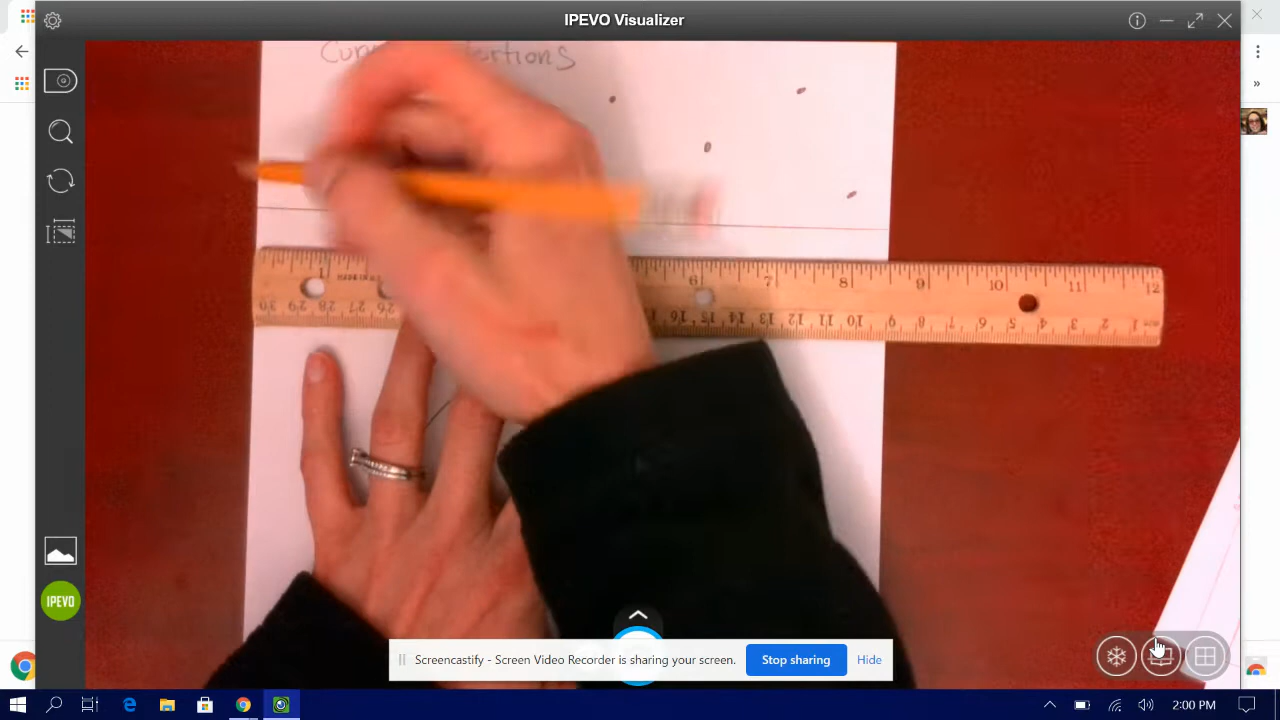 IPEVO Visualizer
»
1 6 7 8 9 10 11 12
30 29 28 27 26 16 15 14 13 12 11 10 9 8 7 6 5 4 3 2 1
IPEVO
Screencastify - Screen Video Recorder is sharing your screen.
Stop sharing
Hide
2:00 PM